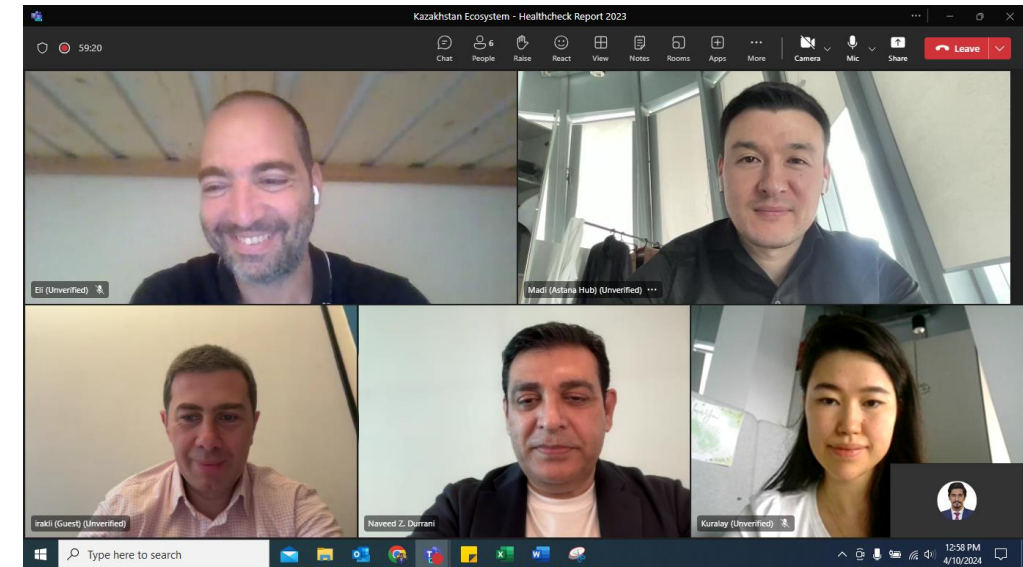 Kazakhstan Ecosystem - Healthcheck Report 2023
59:20
Chat
6
People
Raise
React
View
Notes
Rooms
Apps
More
Camera
Mic
Share
Leave
Eli (Unverified)
Madi (Astana Hub) (Unverified)
irakli (Guest) (Unverified)
Naveed Z. Durrani
Kuralay (Unverified)
Type here to search
12:58 PM
4/10/2024